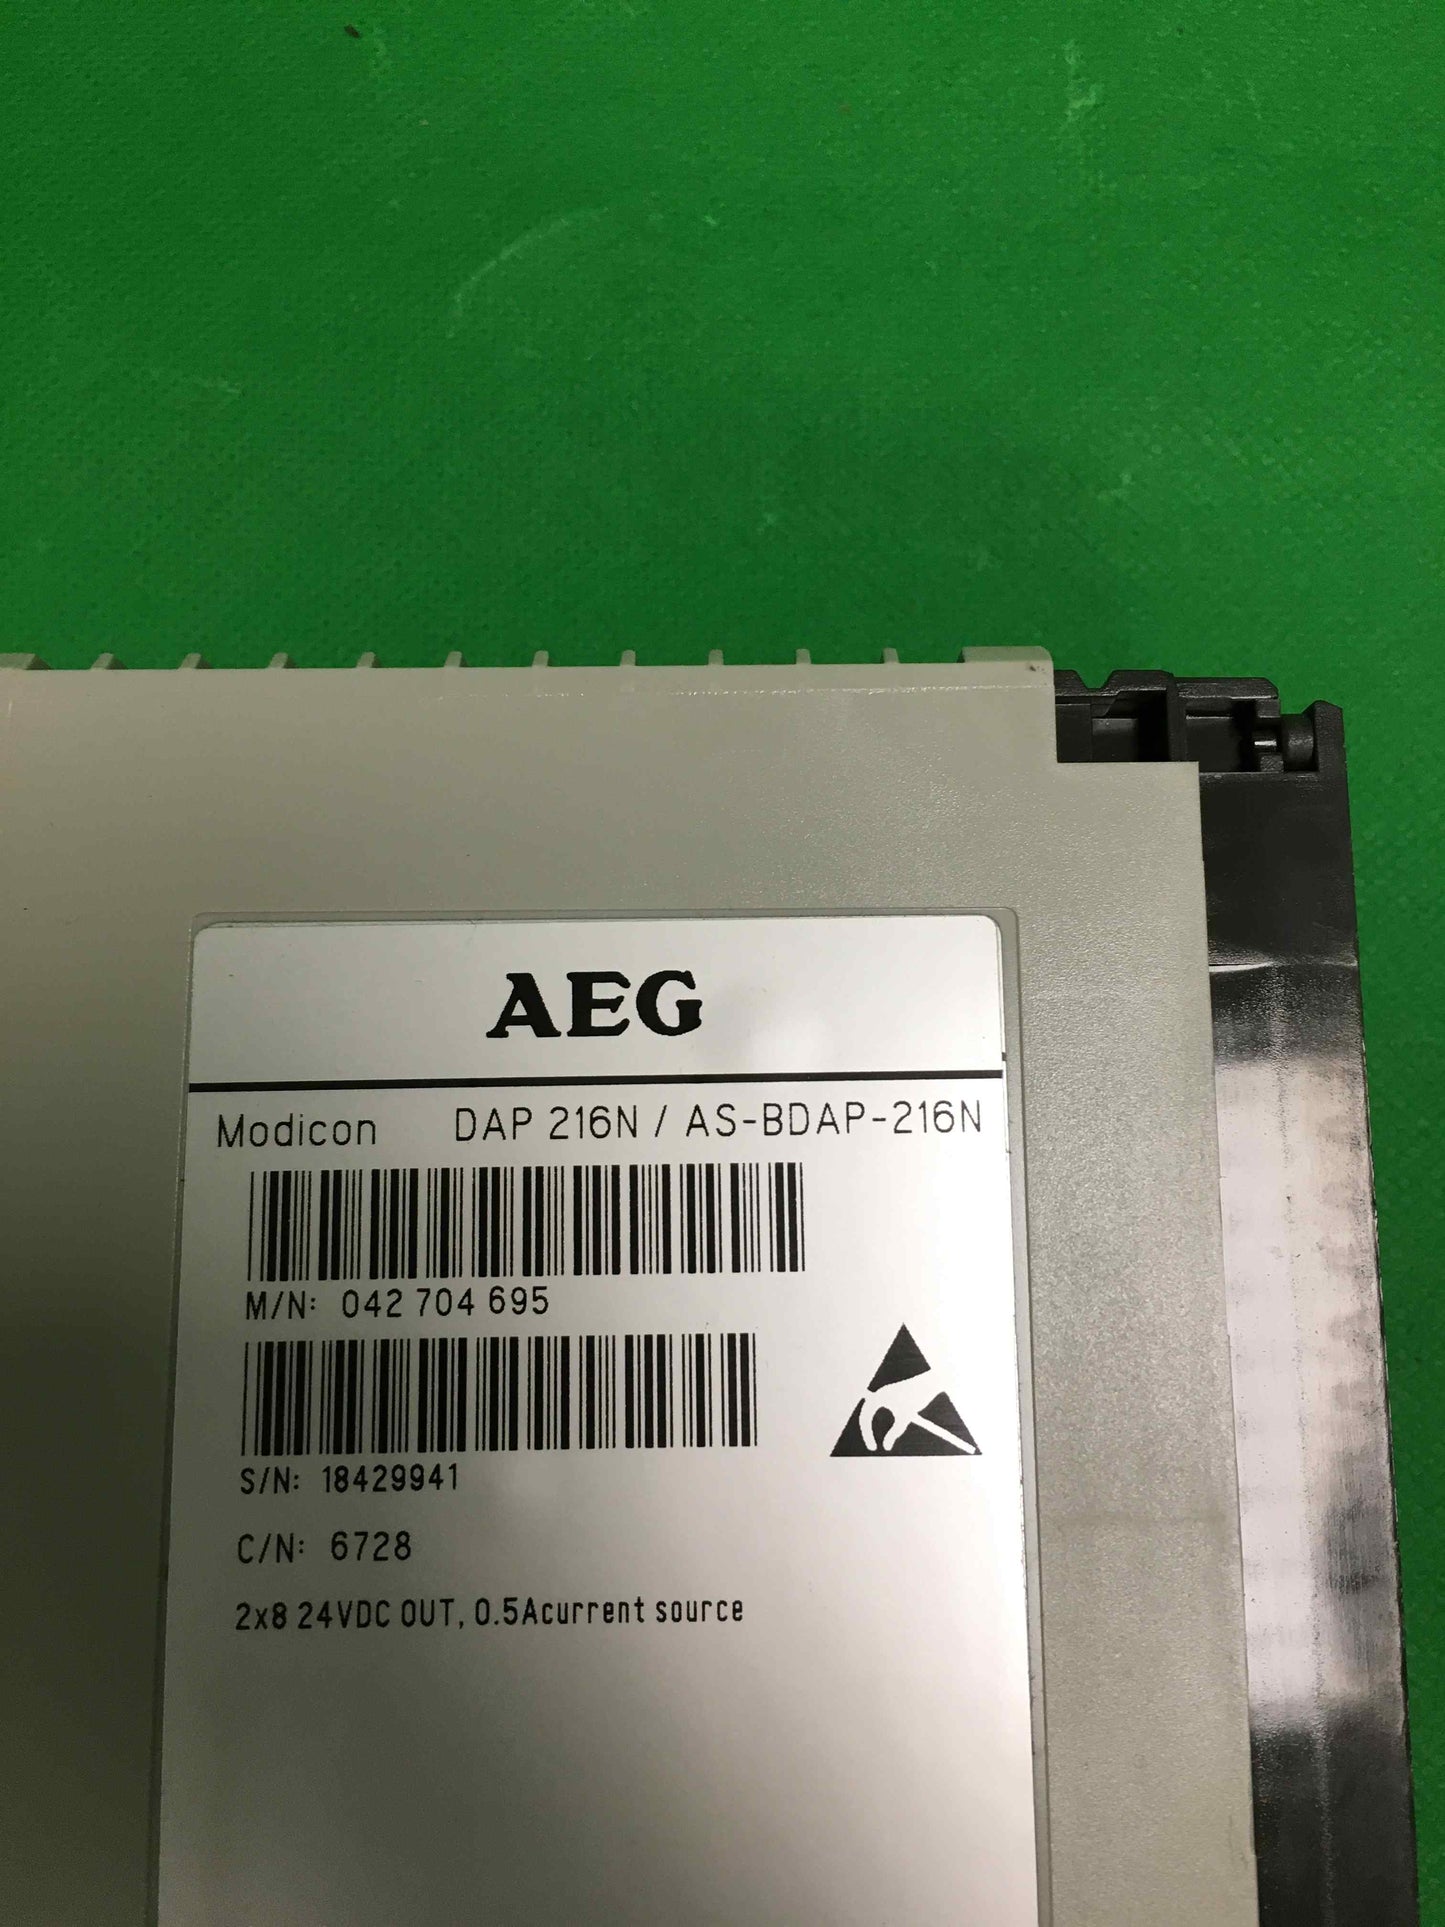 AEG
Modicon DAP 216N / AS-BDAP-216N
M/N: 042 704 695
S/N: 18429941
C/N: 6728
2x8 24VDC OUT, 0.5Acurrent source